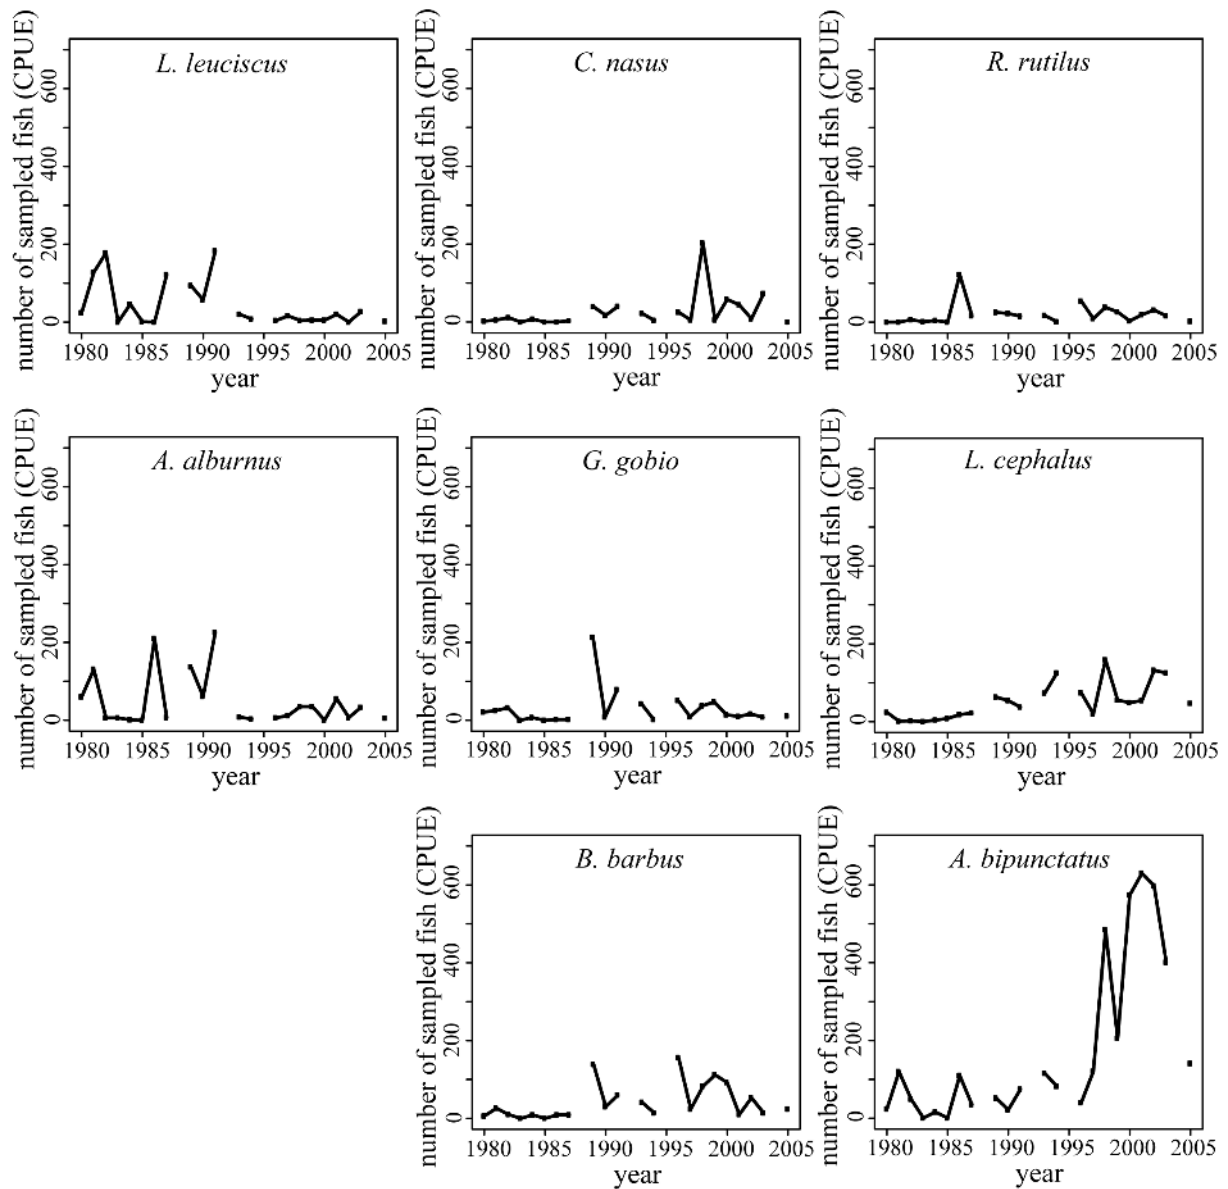 L. leuciscus
number of sampled fish (CPUE)
0 200 400 600
1980 1985 1990 1995 2000 2005
year
C. nasus
number of sampled fish (CPUE)
0 200 400 600
1980 1985 1990 1995 2000 2005
year
R. rutilus
number of sampled fish (CPUE)
0 200 400 600
1980 1985 1990 1995 2000 2005
year
A. alburnus
number of sampled fish (CPUE)
0 200 400 600
1980 1985 1990 1995 2000 2005
year
G. gobio
number of sampled fish (CPUE)
0 200 400 600
1980 1985 1990 1995 2000 2005
year
L. cephalus
number of sampled fish (CPUE)
0 200 400 600
1980 1985 1990 1995 2000 2005
year
B. barbus
number of sampled fish (CPUE)
0 200 400 600
1980 1985 1990 1995 2000 2005
year
A. bipunctatus
number of sampled fish (CPUE)
0 200 400 600
1980 1985 1990 1995 2000 2005
year